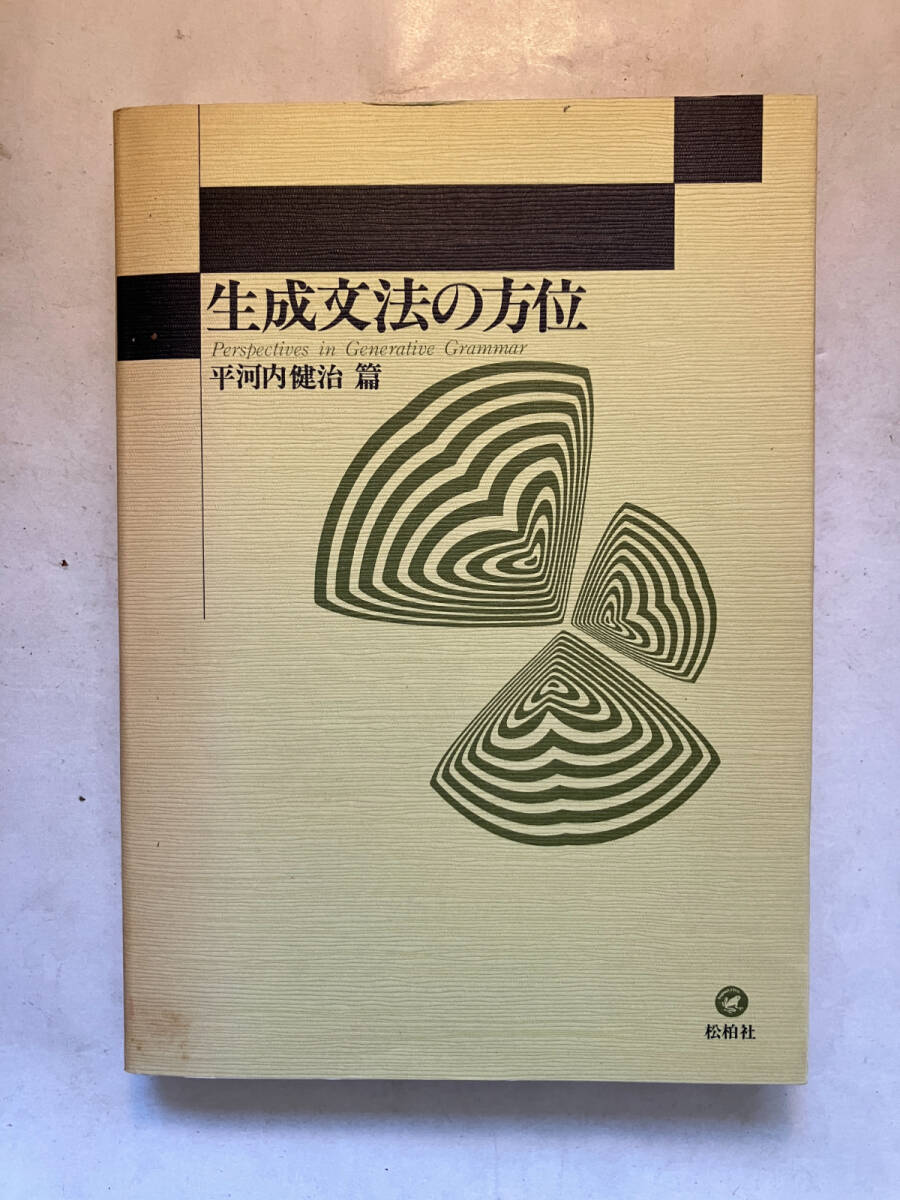 生成文法の方位
Perspectives in Generative Grammar
平河内健治 篇
松柏社